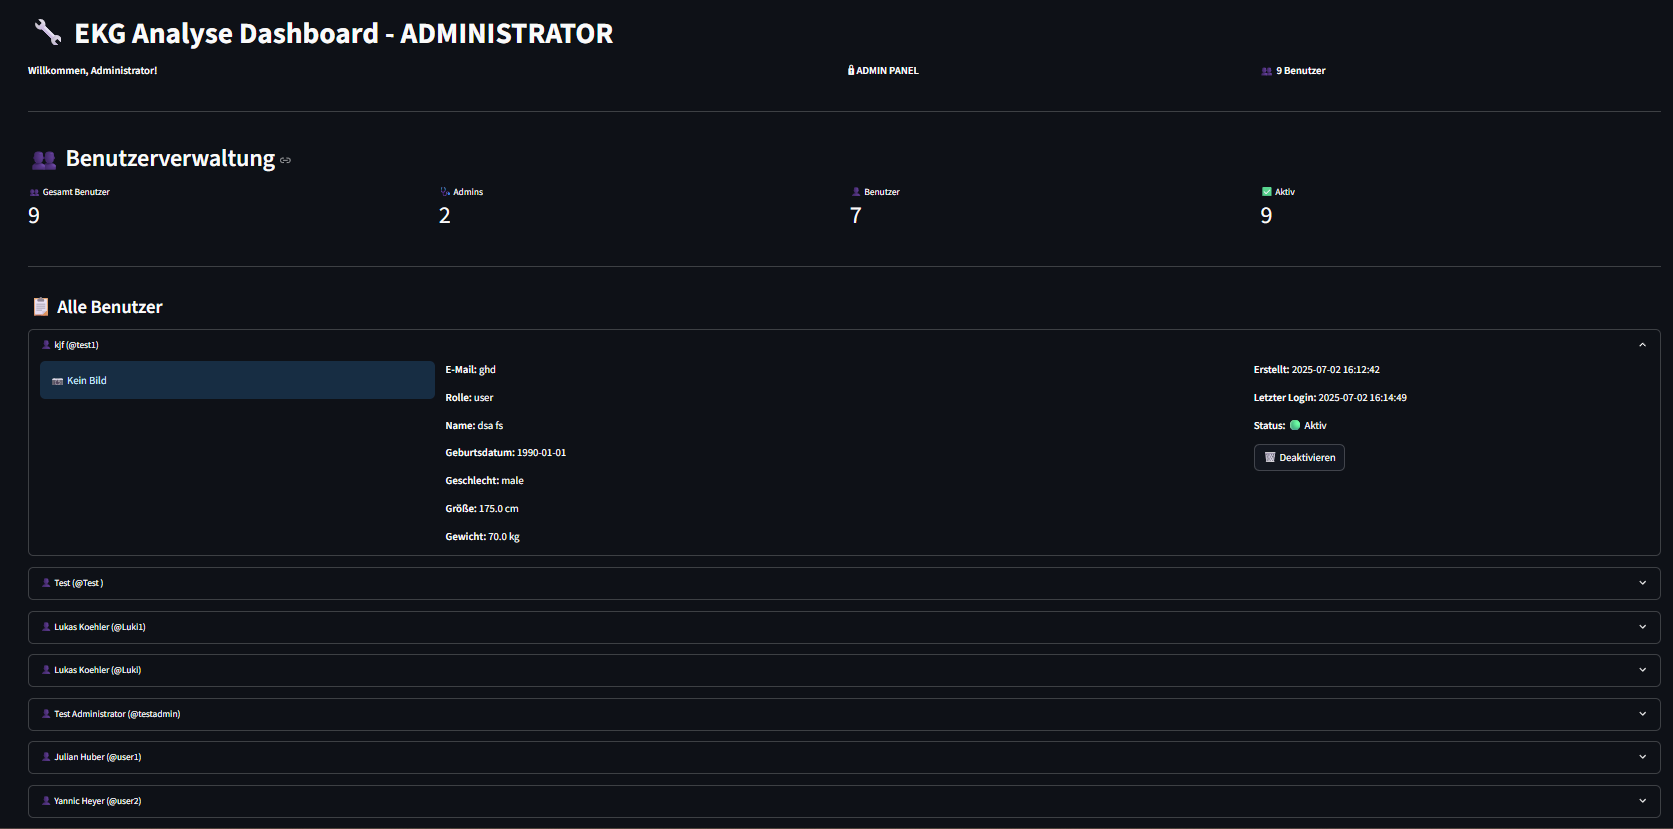 EKG Analyse Dashboard - ADMINISTRATOR
Willkommen, Administrator!
ADMIN PANEL
9 Benutzer
Benutzerverwaltung
Gesamt Benutzer
9
Admins
2
Benutzer
7
Aktiv
9
Alle Benutzer
kjf (@test1)
Kein Bild
E-Mail: ghd
Rolle: user
Name: dsa fs
Geburtsdatum: 1990-01-01
Geschlecht: male
Größe: 175.0 cm
Gewicht: 70.0 kg
Erstellt: 2025-07-02 16:12:42
Letzter Login: 2025-07-02 16:14:49
Status: Aktiv
Deaktivieren
Test (@Test )
Lukas Koehler (@Luki1)
Lukas Koehler (@Luki)
Test Administrator (@testadmin)
Julian Huber (@user1)
Yannic Heyer (@user2)